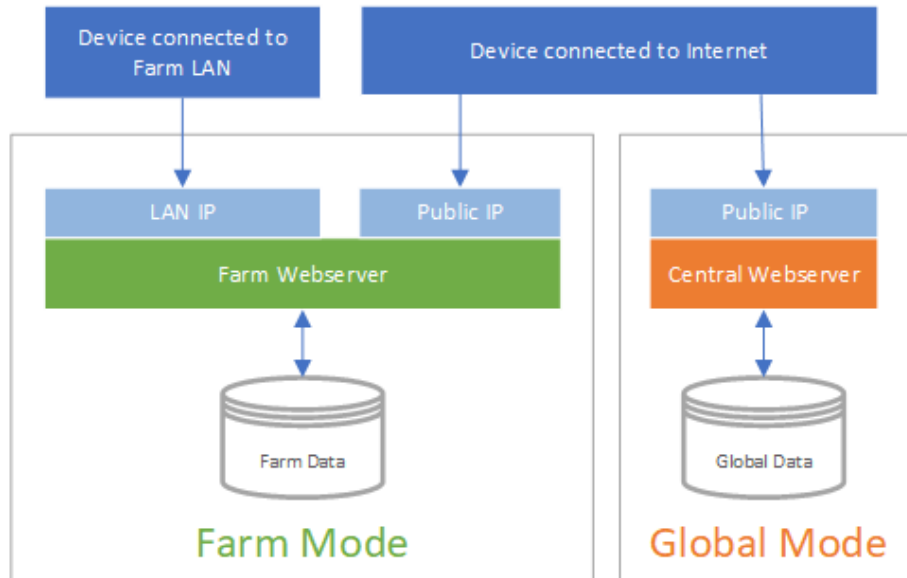 Device connected to
Farm LAN
Device connected to Internet
LAN IP
Public IP
Public IP
Farm Webserver
Central Webserver
Farm Data
Global Data
Farm Mode
Global Mode